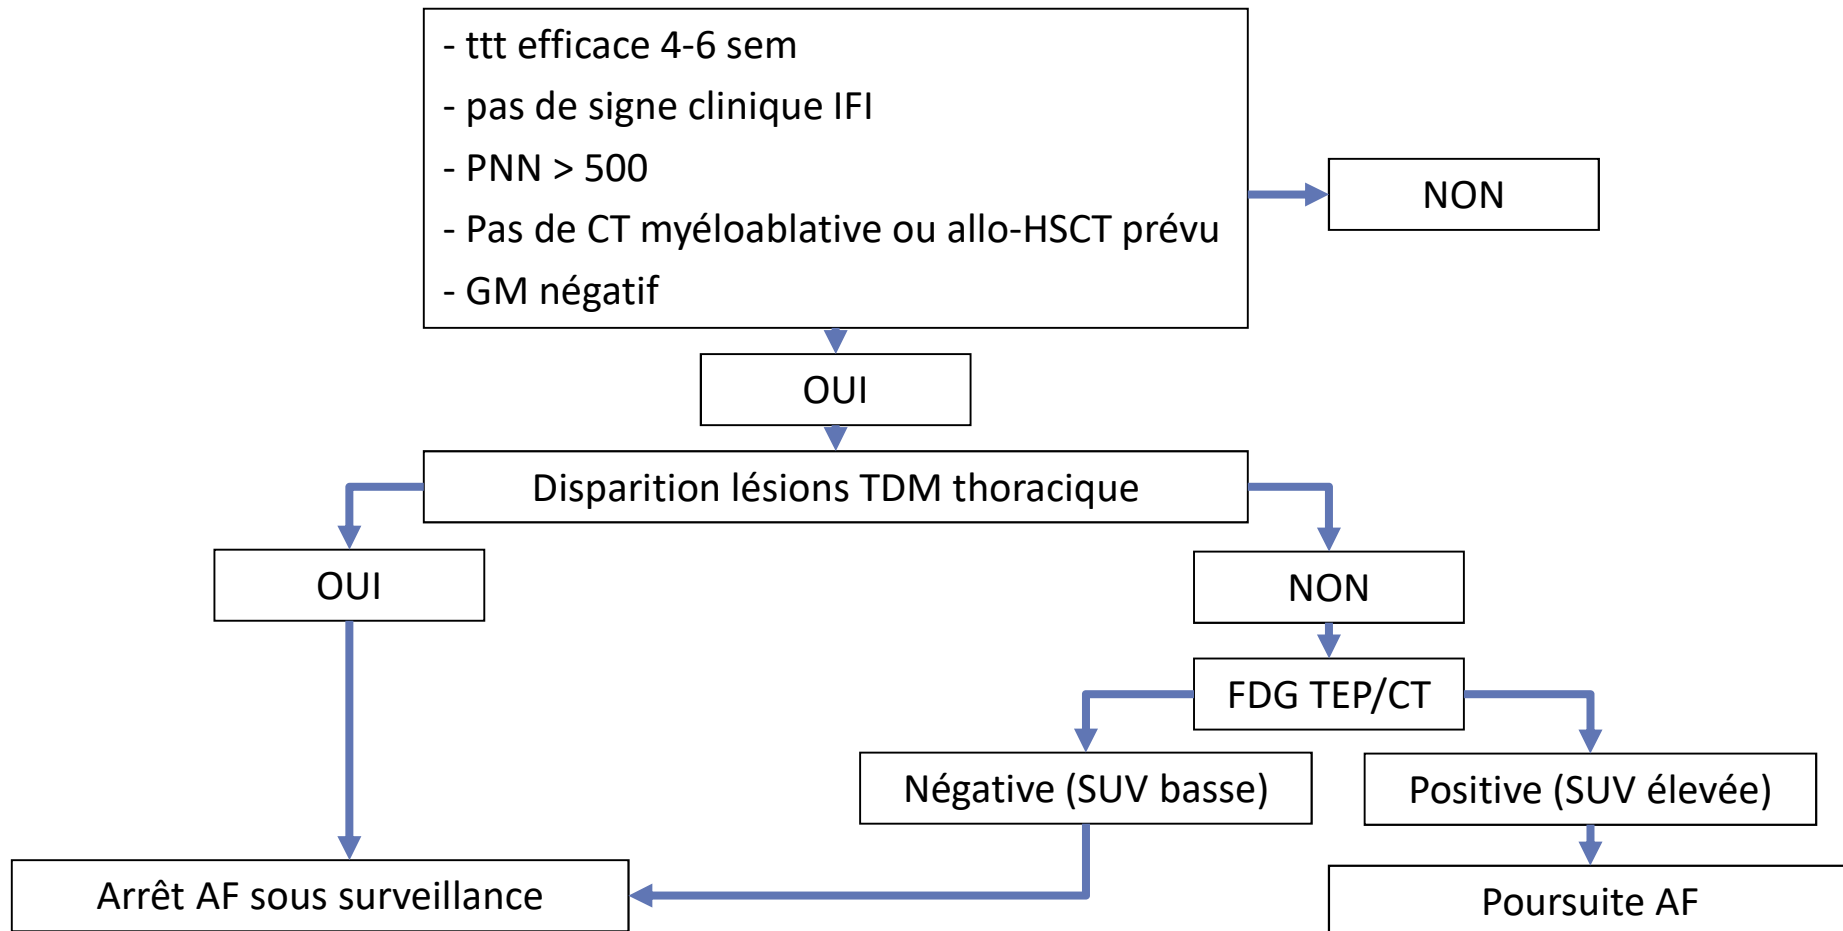 - ttt efficace 4-6 sem
- pas de signe clinique IFI
- PNN > 500
- Pas de CT myéloablative ou allo-HSCT prévu
- GM négatif
NON
OUI
Disparition lésions TDM thoracique
OUI
NON
FDG TEP/CT
Négative (SUV basse)
Positive (SUV élevée)
Arrêt AF sous surveillance
Poursuite AF